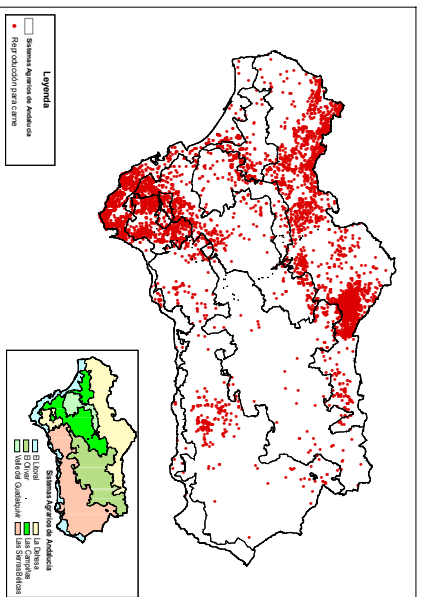 Leyenda
Sistemas Agrarios de Andalucía
Reproducción para carne
Sistemas Agrarios de Andalucía
El Litoral
El Olivar
Valle del Guadalquivir
La Dehesa
Las Campiñas
Las Sierras Béticas